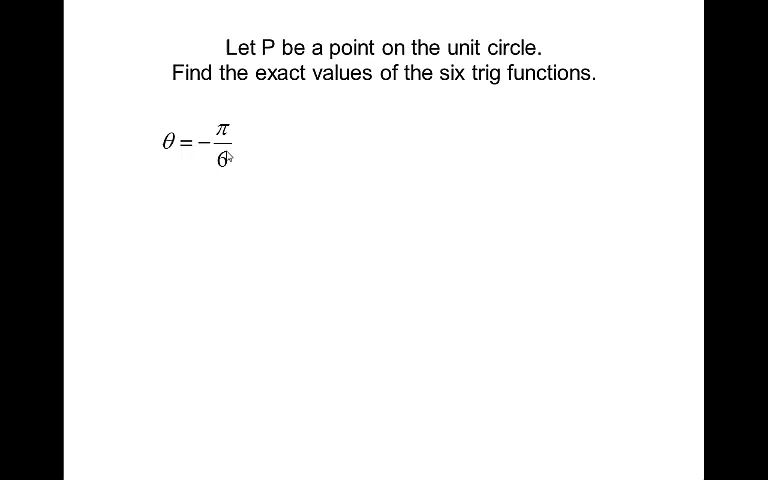 Let P be a point on the unit circle.
Find the exact values of the six trig functions.
θ = −π/6